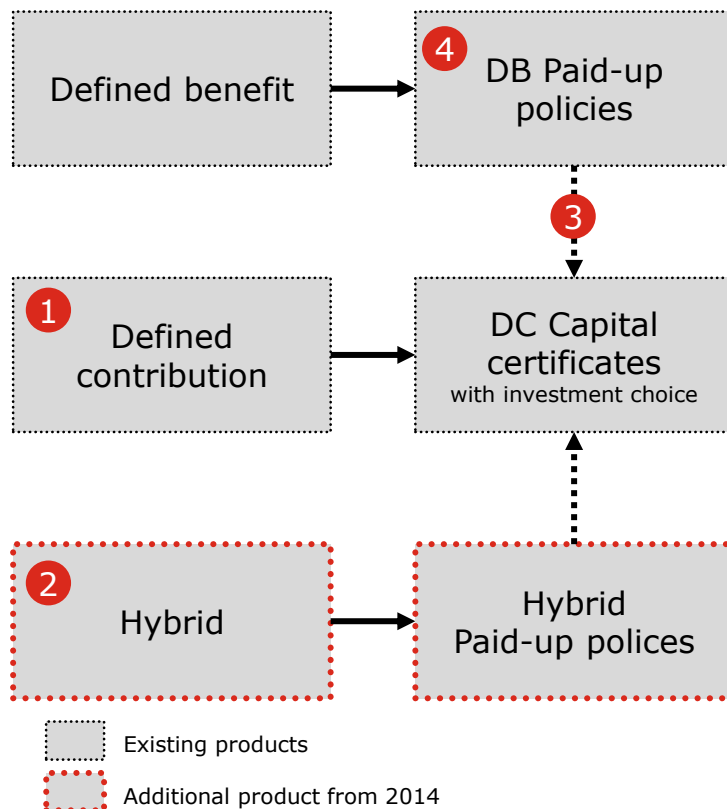 Defined benefit
4
DB Paid-up
policies
3
1
Defined
contribution
DC Capital
certificates
with investment choice
2
Hybrid
Hybrid
Paid-up polices
Existing products
Additional product from 2014